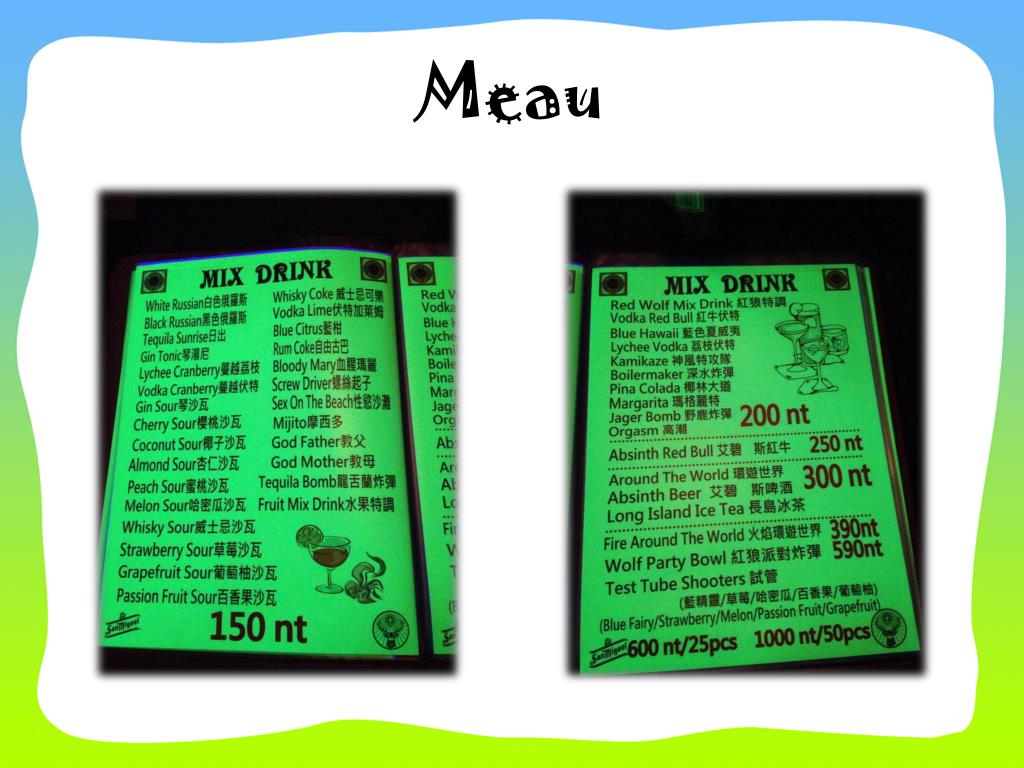 Meau
MIX DRINK
White Russian白色俄羅斯
Black Russian黑色俄羅斯
Tequila Sunrise日出
Gin Tonic琴湯尼
Lychee Cranberry蔓越荔枝
Vodka Cranberry蔓越伏特
Gin Sour琴沙瓦
Cherry Sour櫻桃沙瓦
Coconut Sour椰子沙瓦
Almond Sour杏仁沙瓦
Peach Sour蜜桃沙瓦
Melon Sour哈密瓜沙瓦
Whisky Sour威士忌沙瓦
Strawberry Sour草莓沙瓦
Grapefruit Sour葡萄柚沙瓦
Passion Fruit Sour百香果沙瓦
Whisky Coke 威士忌可樂
Vodka Lime伏特加萊姆
Blue Citrus藍柑
Rum Coke自由古巴
Bloody Mary血腥瑪麗
Screw Driver螺絲起子
Sex On The Beach性慾沙灘
Mijito摩西多
God Father教父
God Mother教母
Tequila Bomb龍舌蘭炸彈
Fruit Mix Drink水果特調
150 nt
SanMiguel
MIX DRINK
Red Wolf Mix Drink 紅狼特調
Vodka Red Bull 紅牛伏特
Blue Hawaii 藍色夏威夷
Lychee Vodka 荔枝伏特
Kamikaze 神風特攻隊
Boilermaker 深水炸彈
Pina Colada 椰林大道
Margarita 瑪格麗特
Jager Bomb 野鹿炸彈 200 nt
Orgasm 高潮
Absinth Red Bull 艾碧 斯紅牛 250 nt
Around The World 環遊世界 300 nt
Absinth Beer 艾碧 斯啤酒
Long Island Ice Tea 長島冰茶
Fire Around The World 火焰環遊世界 390nt
Wolf Party Bowl 紅狼派對炸彈 590nt
Test Tube Shooters 試管
(藍精靈/草莓/哈密瓜/百香果/葡萄柚)
(Blue Fairy/Strawberry/Melon/Passion Fruit/Grapefruit)
SanMiguel 600 nt/25pcs 1000 nt/50pcs